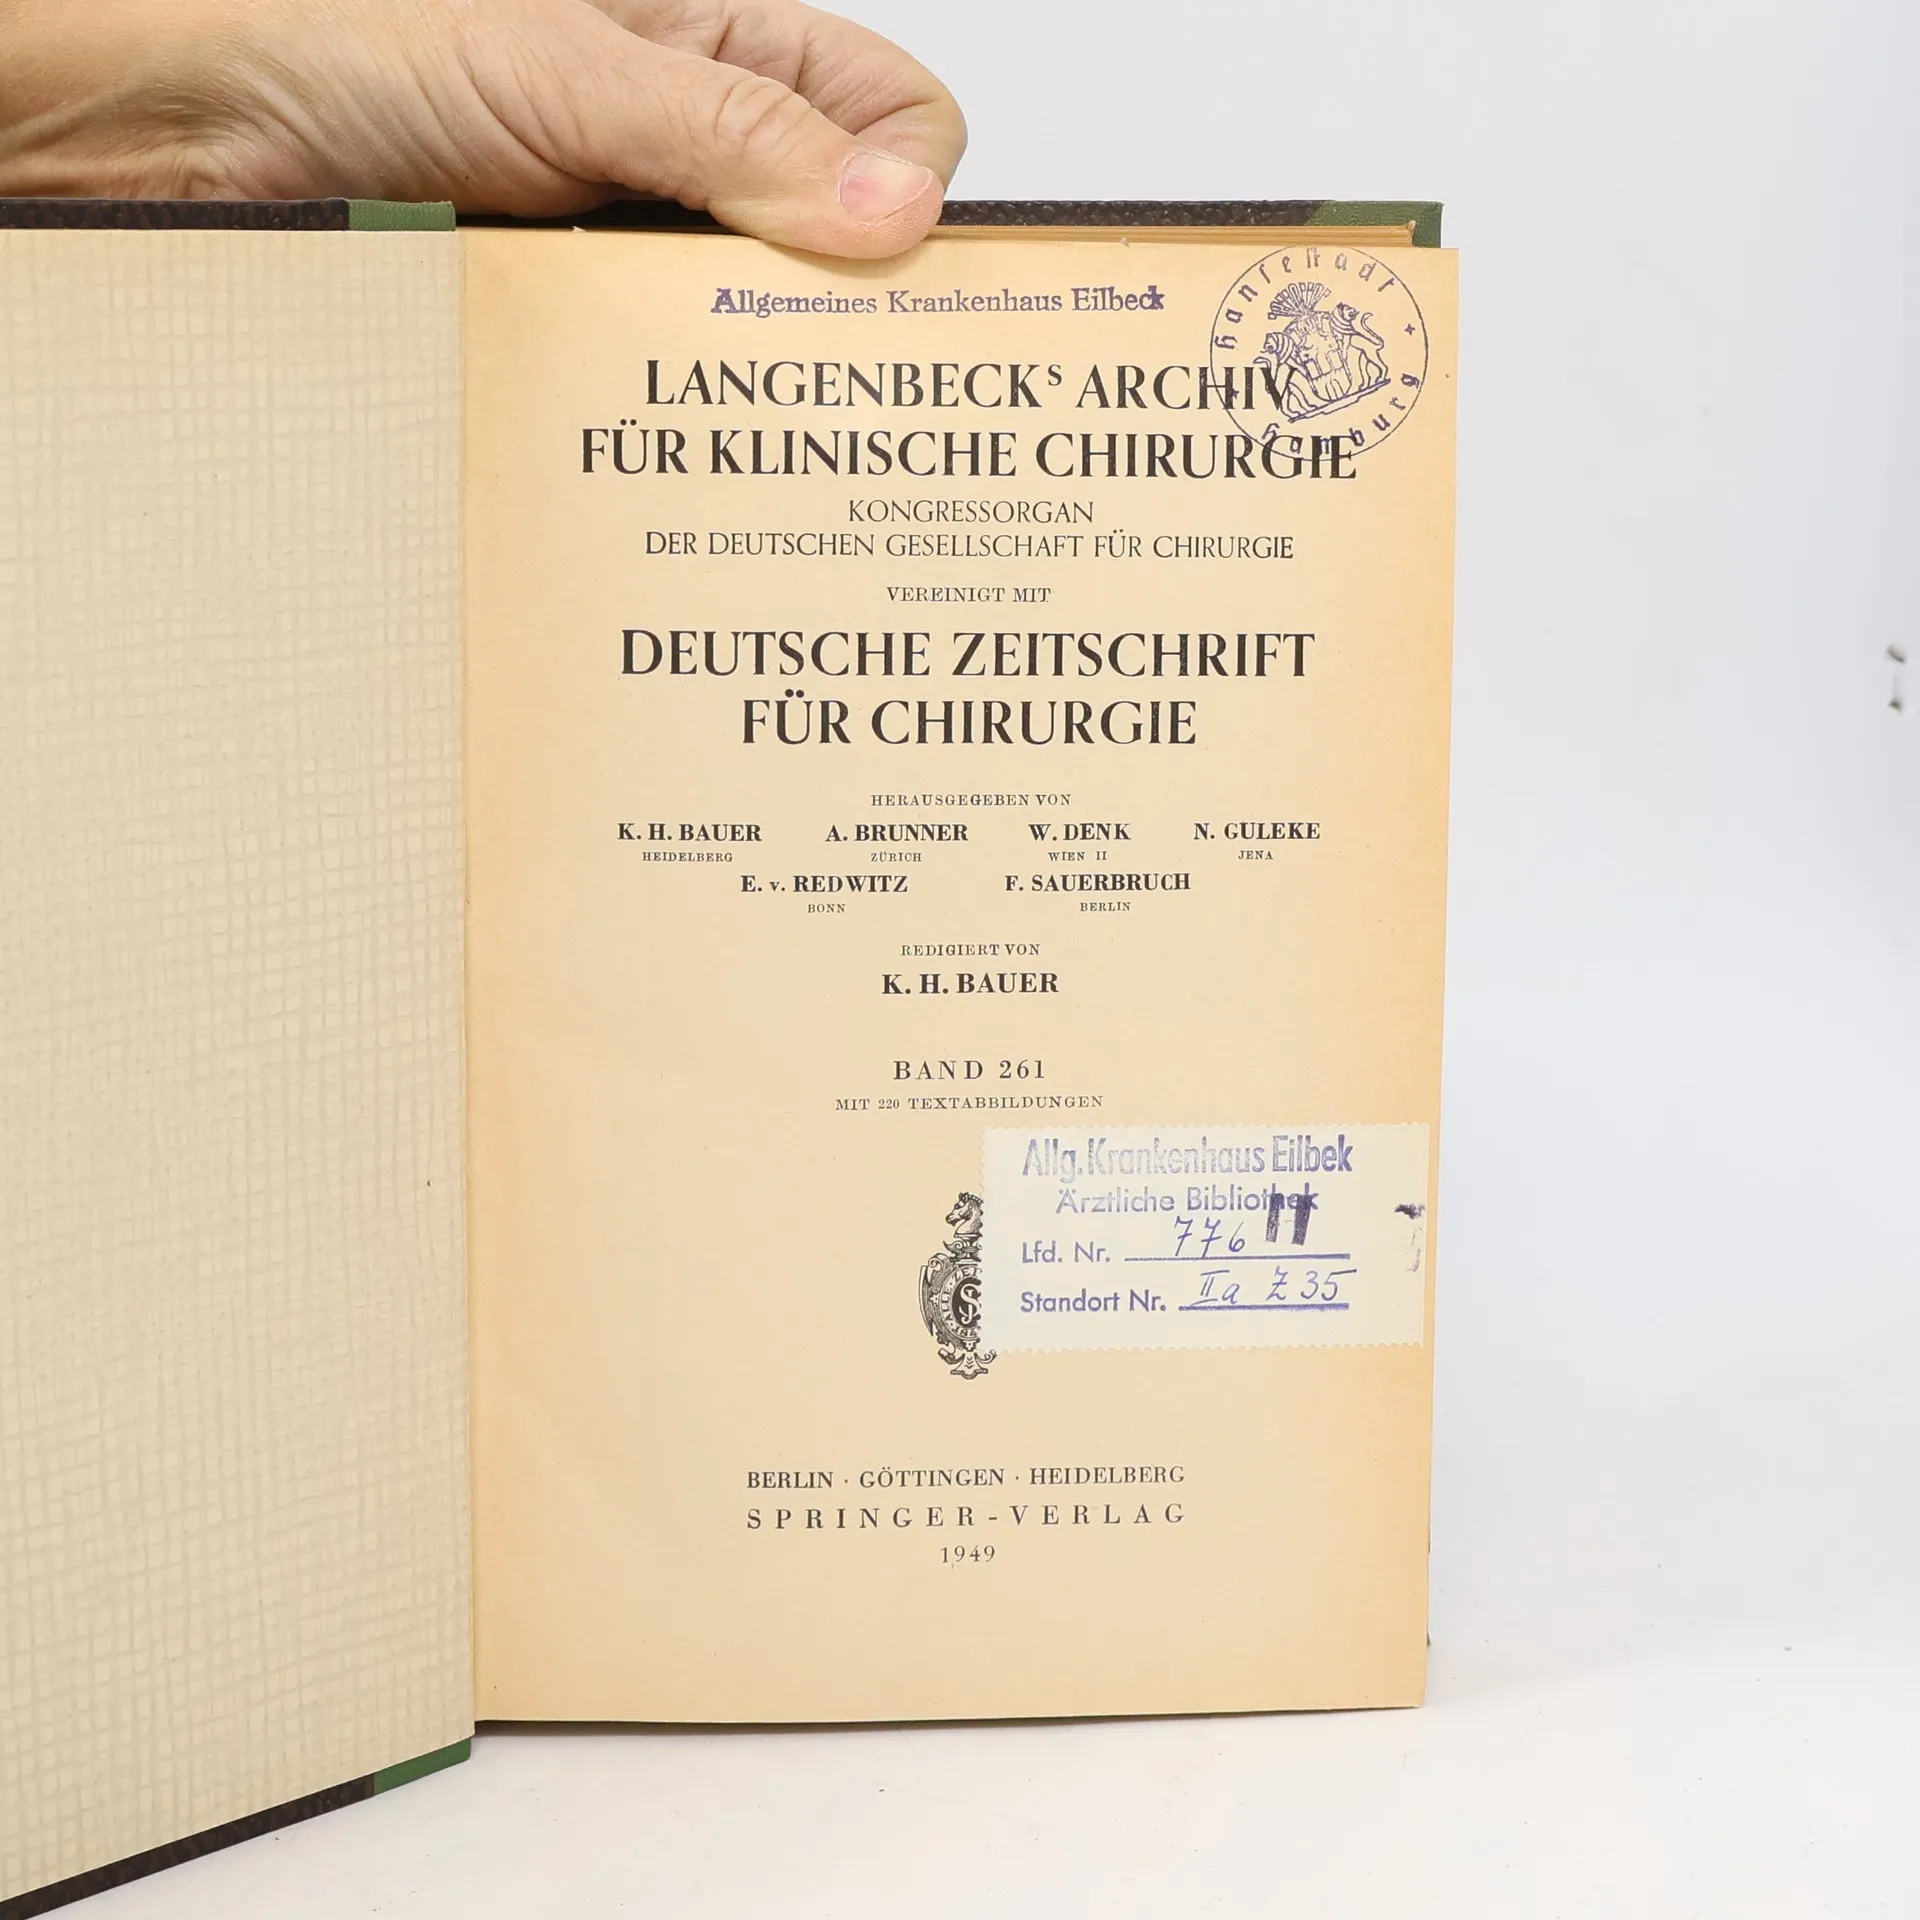 Allgemeines Krankenhaus Eilbeck
Hansestadt Hamburg
LANGENBECKs ARCHIV
FÜR KLINISCHE CHIRURGIE
KONGRESSORGAN
DER DEUTSCHEN GESELLSCHAFT FÜR CHIRURGIE
VEREINIGT MIT
DEUTSCHE ZEITSCHRIFT
FÜR CHIRURGIE
HERAUSGEGEBEN VON
K. H. BAUER A. BRUNNER W. DENK N. GULEKE
HEIDELBERG ZÜRICH WIEN II JENA
E. v. REDWITZ F. SAUERBRUCH
BONN BERLIN
REDIGIERT VON
K. H. BAUER
BAND 261
MIT 220 TEXTABBILDUNGEN
Allg. Krankenhaus Eilbek
Ärztliche Bibliothek
Lfd. Nr. 776 H
Standort Nr. IIa Z 35
BERLIN · GÖTTINGEN · HEIDELBERG
SPRINGER-VERLAG
1949